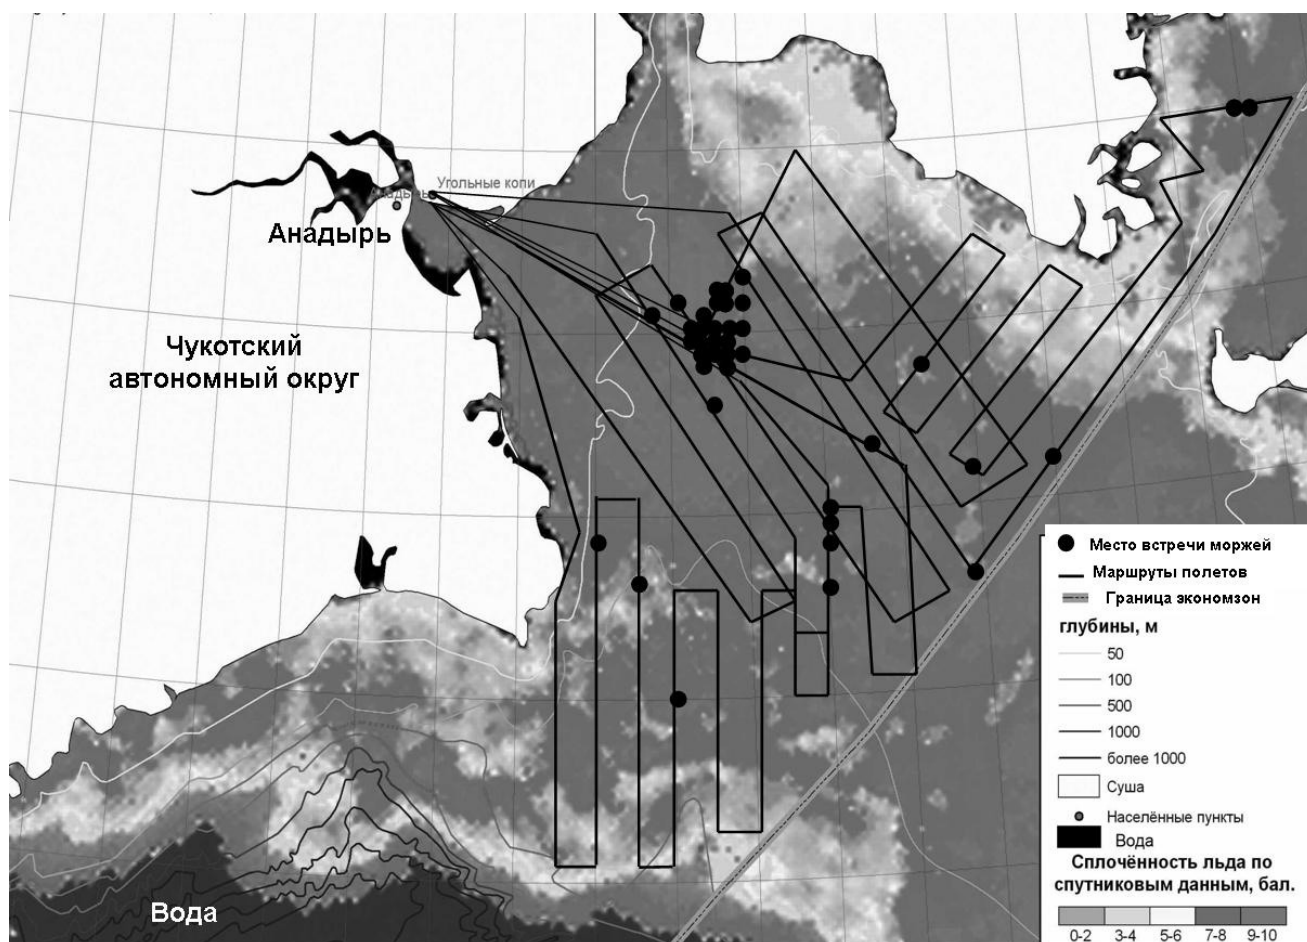 Угольные копи
Анадырь
Анадырь
Чукотский
автономный округ
Вода
Место встречи моржей
Маршруты полетов
Граница экономзон
глубины, м
50
100
500
1000
более 1000
Суша
Населённые пункты
Вода
Сплочённость льда по
спутниковым данным, бал.
0-2 3-4 5-6 7-8 9-10